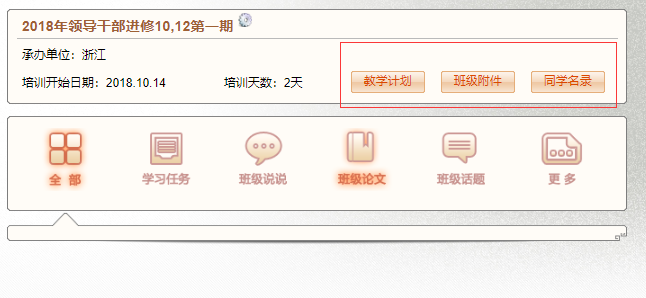 2018年领导干部进修10,12第一期
承办单位：浙江
培训开始日期：2018.10.14 培训天数：2天 教学计划 班级附件 同学名录
全 部 学习任务 班级说说 班级论文 班级话题 更 多